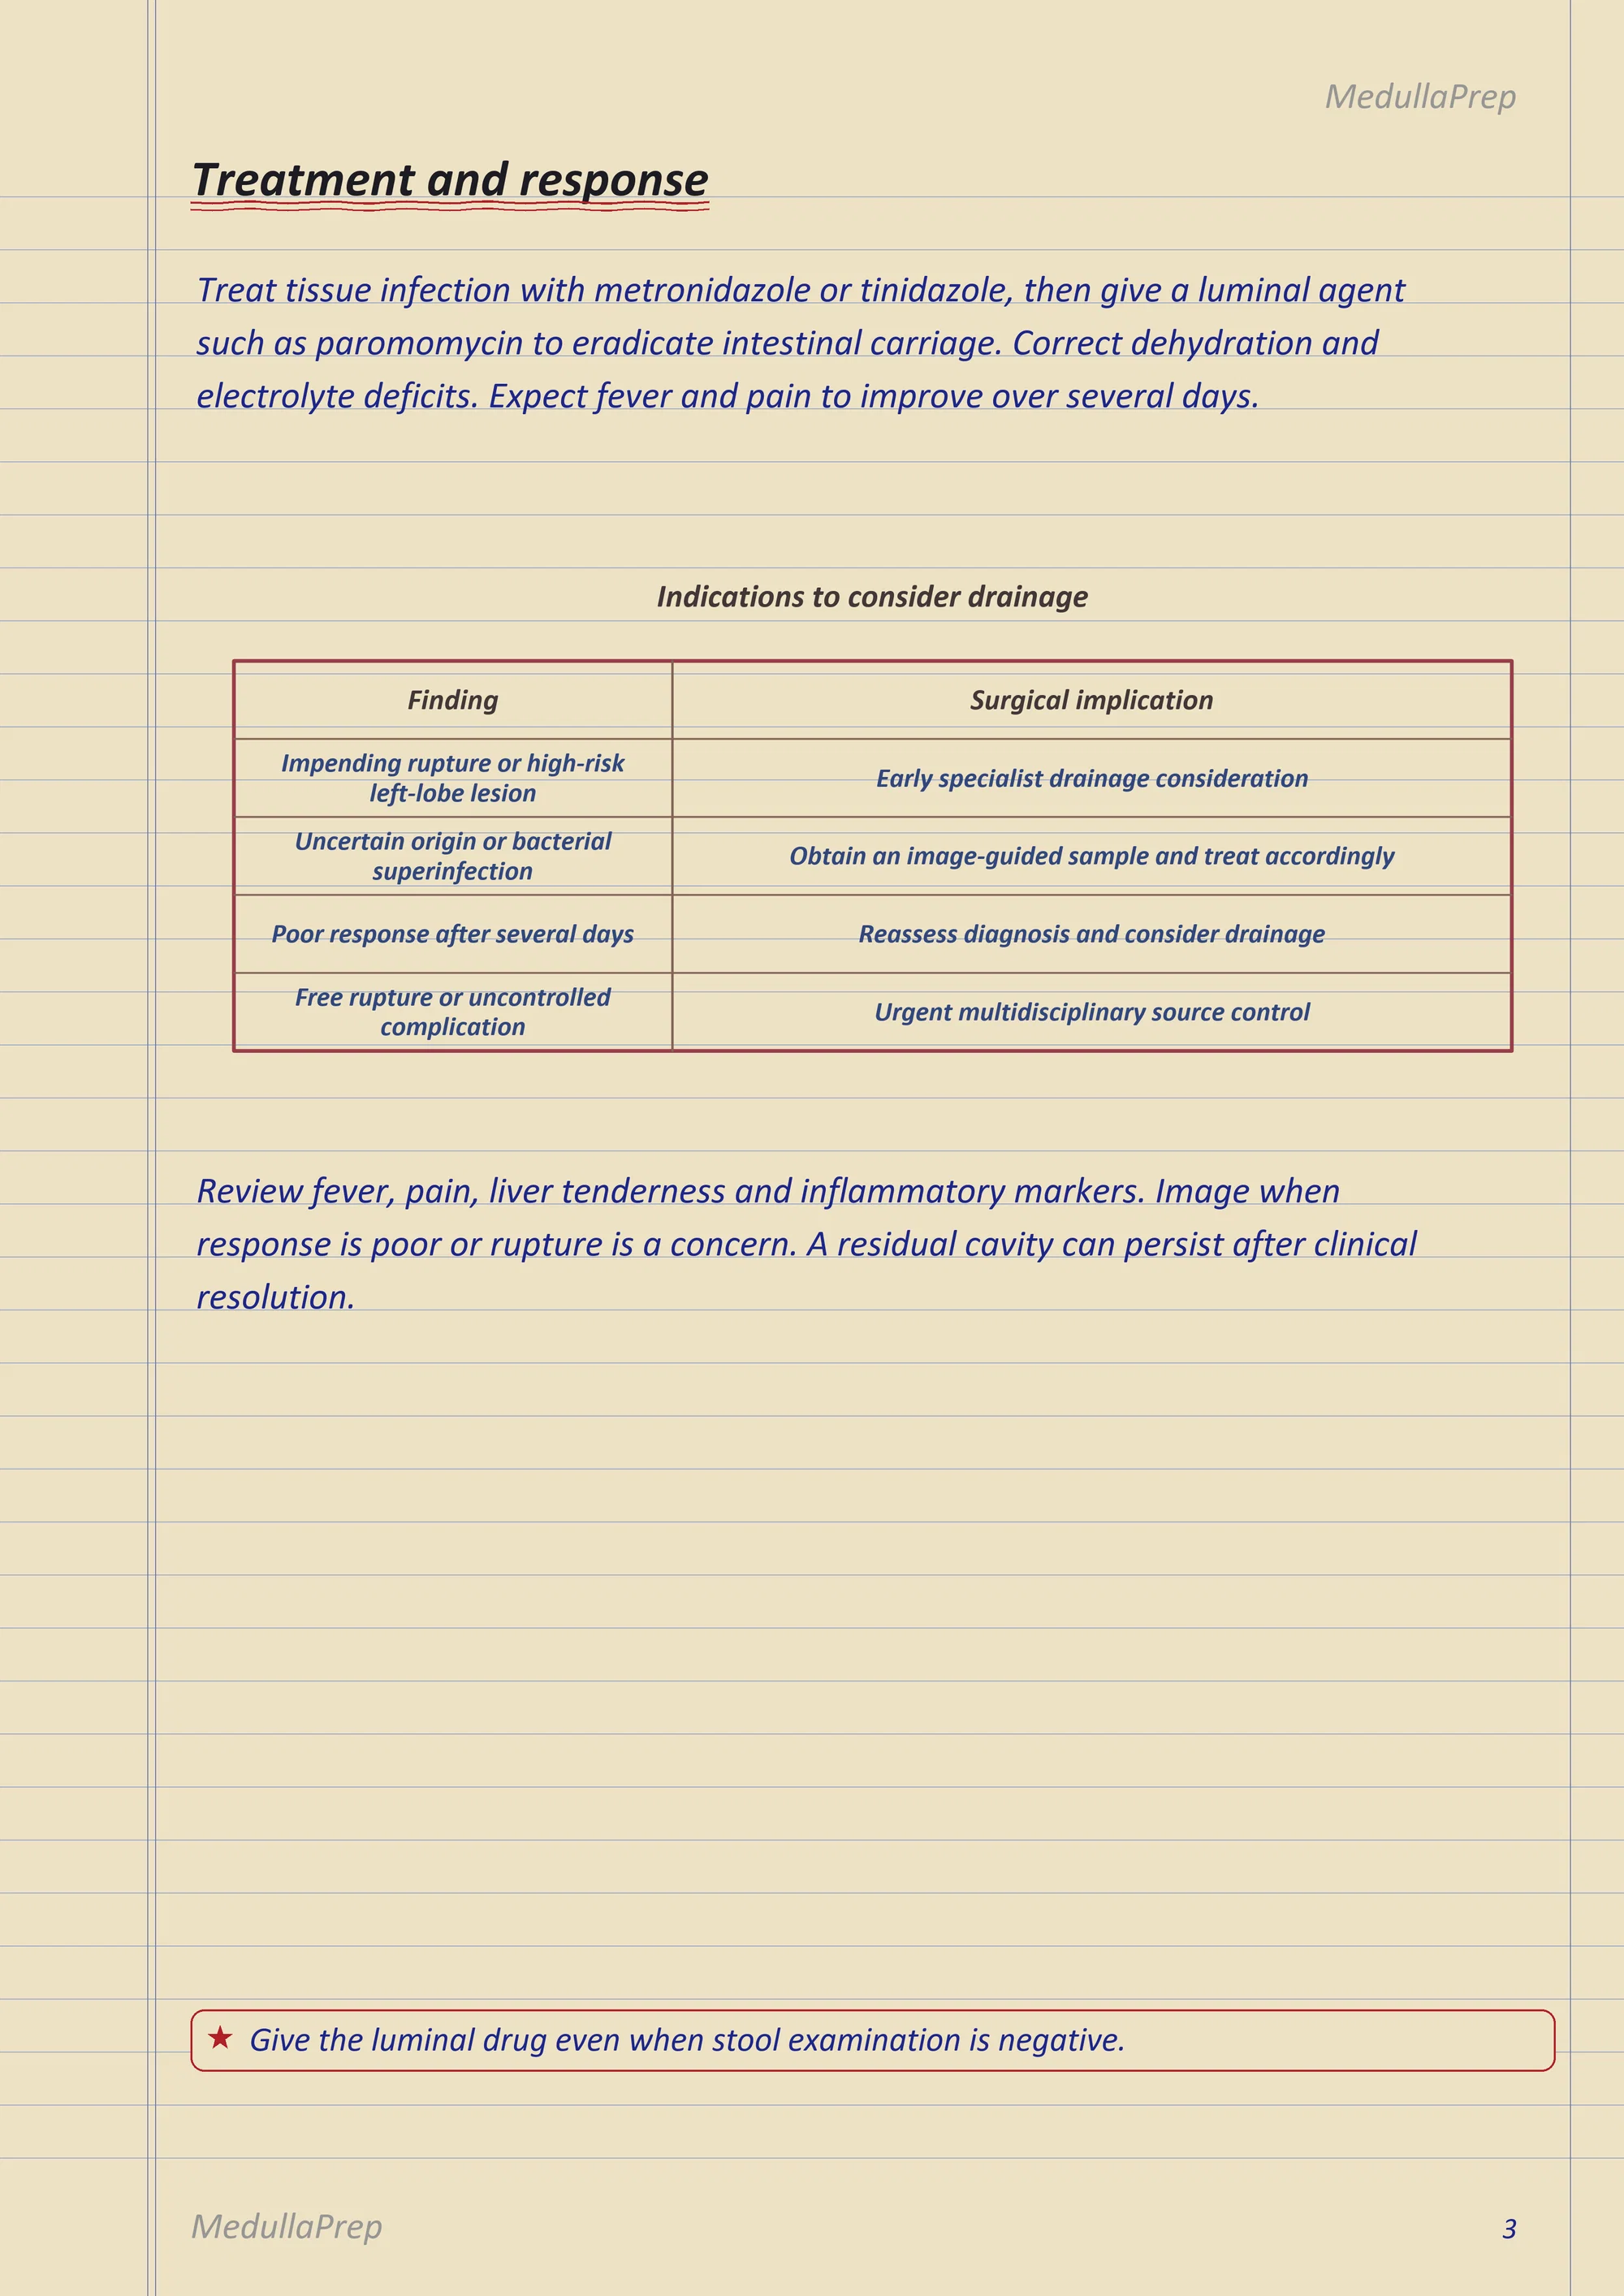 MedullaPrep
Treatment and response
Treat tissue infection with metronidazole or tinidazole, then give a luminal agent
such as paromomycin to eradicate intestinal carriage. Correct dehydration and
electrolyte deficits. Expect fever and pain to improve over several days.
Indications to consider drainage
Finding
Surgical implication
Impending rupture or high-risk
left-lobe lesion
Early specialist drainage consideration
Uncertain origin or bacterial
superinfection
Obtain an image-guided sample and treat accordingly
Poor response after several days
Reassess diagnosis and consider drainage
Free rupture or uncontrolled
complication
Urgent multidisciplinary source control
Review fever, pain, liver tenderness and inflammatory markers. Image when
response is poor or rupture is a concern. A residual cavity can persist after clinical
resolution.
★ Give the luminal drug even when stool examination is negative.
MedullaPrep
3